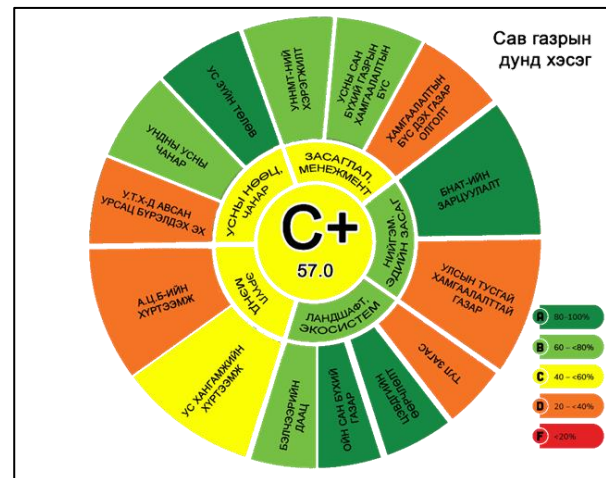 Сав газрын
дунд хэсэг
УС ЗҮЙН ТӨЛӨВ
УННМТ-НИЙ
ХЭРЭГЖИЛТ
УСНЫ САН
БҮХИЙ ГАЗРЫН
ХАМГААЛАЛТЫН
БҮС
ХАМГААЛАЛТЫН
БҮС ДЭХ ГАЗАР
ОЛГОЛТ
БНАТ-ИЙН
ЗАРЦУУЛАЛТ
УЛСЫН ТУСГАЙ
ХАМГААЛАЛТТАЙ
ГАЗАР
ТУЛ ЗАГАС
ЦЭВДГИЙН
ӨӨРЧЛӨЛТ
ОЙН САН БҮХИЙ
ГАЗАР
БЭЛЧЭЭРИЙН
ДААЦ
УС ХАНГАМЖИЙН
ХҮРТЭЭМЖ
А.Ц.Б-ИЙН
ХҮРТЭЭМЖ
У.Т.Х-Д АВСАН
УРСАЦ БҮРЭЛДЭХ ЭХ
УНДНЫ УСНЫ
ЧАНАР
УСНЫ НӨӨЦ,
ЧАНАР
ЗАСАГЛАЛ,
МЕНЕЖМЕНТ
НИЙГЭМ,
ЭДИЙН ЗАСАГ
ЛАНДШАФТ,
ЭКОСИСТЕМ
ЭРҮҮЛ
МЭНД
C+
57.0
A 80-100%
B 60 – <80%
C 40 – <60%
D 20 – <40%
F <20%